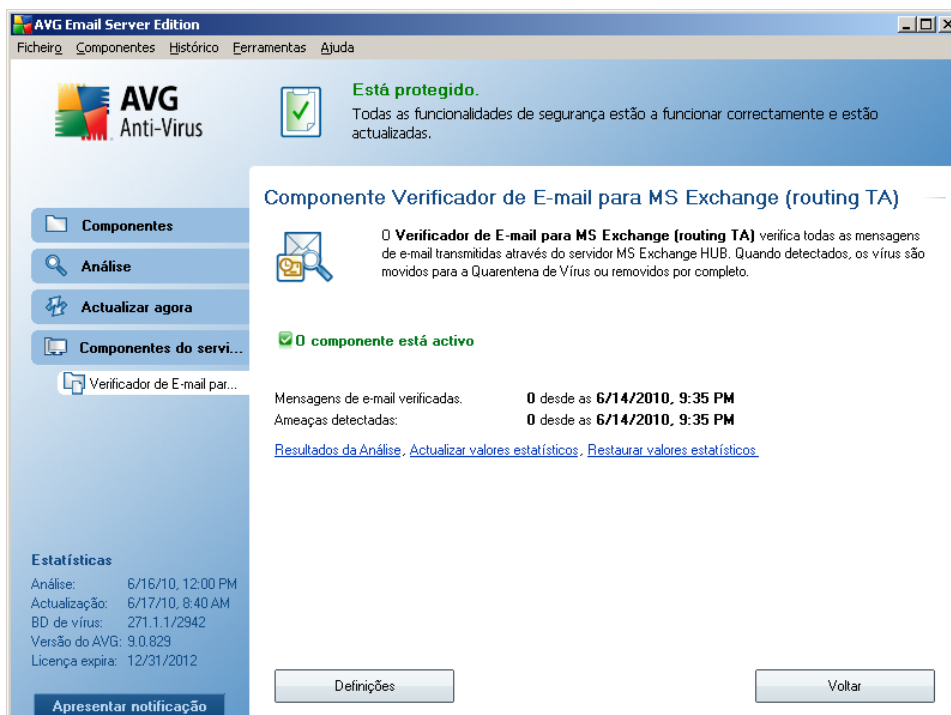 AVG Email Server Edition
Ficheiro Componentes Histórico Ferramentas Ajuda
AVG
Anti-Virus
Está protegido.
Todas as funcionalidades de segurança estão a funcionar correctamente e estão
actualizadas.
Componentes
Análise
Actualizar agora
Componentes do servi...
Verificador de E-mail par...
Componente Verificador de E-mail para MS Exchange (routing TA)
O Verificador de E-mail para MS Exchange (routing TA) verifica todas as mensagens
de e-mail transmitidas através do servidor MS Exchange HUB. Quando detectados, os vírus são
movidos para a Quarentena de Vírus ou removidos por completo.
O componente está activo
Mensagens de e-mail verificadas. 0 desde as 6/14/2010, 9:35 PM
Ameaças detectadas: 0 desde as 6/14/2010, 9:35 PM
Resultados da Análise, Actualizar valores estatísticos, Restaurar valores estatísticos
Estatísticas
Análise: 6/16/10, 12:00 PM
Actualização: 6/17/10, 8:40 AM
BD de vírus: 271.1.1/2942
Versão do AVG: 9.0.829
Licença expira: 12/31/2012
Apresentar notificação
Definições
Voltar